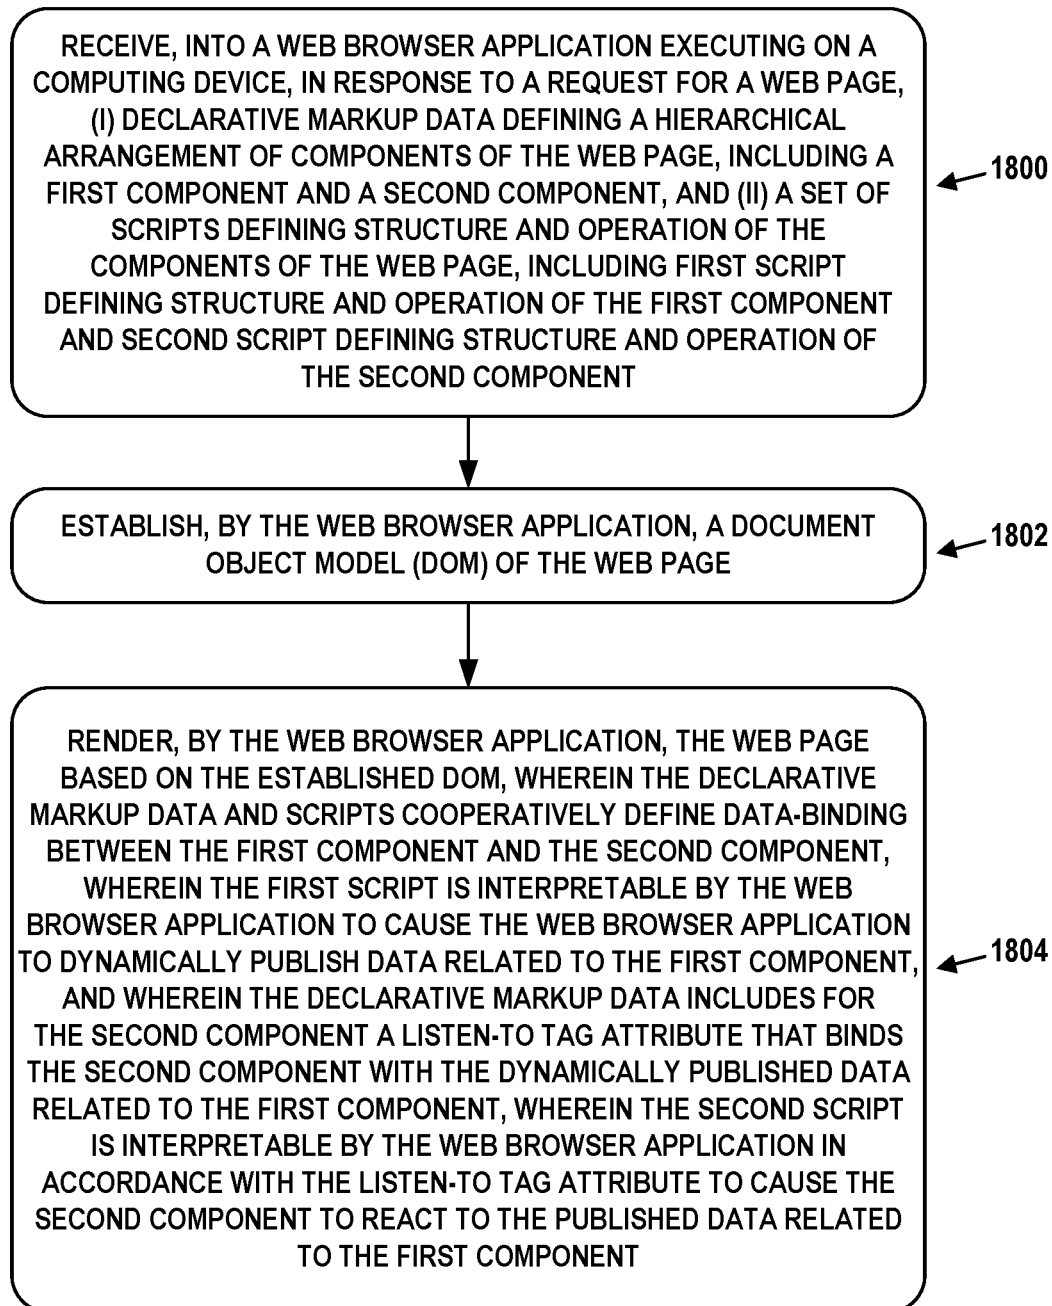 RECEIVE, INTO A WEB BROWSER APPLICATION EXECUTING ON A
COMPUTING DEVICE, IN RESPONSE TO A REQUEST FOR A WEB PAGE,
(I) DECLARATIVE MARKUP DATA DEFINING A HIERARCHICAL
ARRANGEMENT OF COMPONENTS OF THE WEB PAGE, INCLUDING A
FIRST COMPONENT AND A SECOND COMPONENT, AND (II) A SET OF
SCRIPTS DEFINING STRUCTURE AND OPERATION OF THE
COMPONENTS OF THE WEB PAGE, INCLUDING FIRST SCRIPT
DEFINING STRUCTURE AND OPERATION OF THE FIRST COMPONENT
AND SECOND SCRIPT DEFINING STRUCTURE AND OPERATION OF
THE SECOND COMPONENT
1800
ESTABLISH, BY THE WEB BROWSER APPLICATION, A DOCUMENT
OBJECT MODEL (DOM) OF THE WEB PAGE
1802
RENDER, BY THE WEB BROWSER APPLICATION, THE WEB PAGE
BASED ON THE ESTABLISHED DOM, WHEREIN THE DECLARATIVE
MARKUP DATA AND SCRIPTS COOPERATIVELY DEFINE DATA-BINDING
BETWEEN THE FIRST COMPONENT AND THE SECOND COMPONENT,
WHEREIN THE FIRST SCRIPT IS INTERPRETABLE BY THE WEB
BROWSER APPLICATION TO CAUSE THE WEB BROWSER APPLICATION
TO DYNAMICALLY PUBLISH DATA RELATED TO THE FIRST COMPONENT,
AND WHEREIN THE DECLARATIVE MARKUP DATA INCLUDES FOR
THE SECOND COMPONENT A LISTEN-TO TAG ATTRIBUTE THAT BINDS
THE SECOND COMPONENT WITH THE DYNAMICALLY PUBLISHED DATA
RELATED TO THE FIRST COMPONENT, WHEREIN THE SECOND SCRIPT
IS INTERPRETABLE BY THE WEB BROWSER APPLICATION IN
ACCORDANCE WITH THE LISTEN-TO TAG ATTRIBUTE TO CAUSE THE
SECOND COMPONENT TO REACT TO THE PUBLISHED DATA RELATED
TO THE FIRST COMPONENT
1804